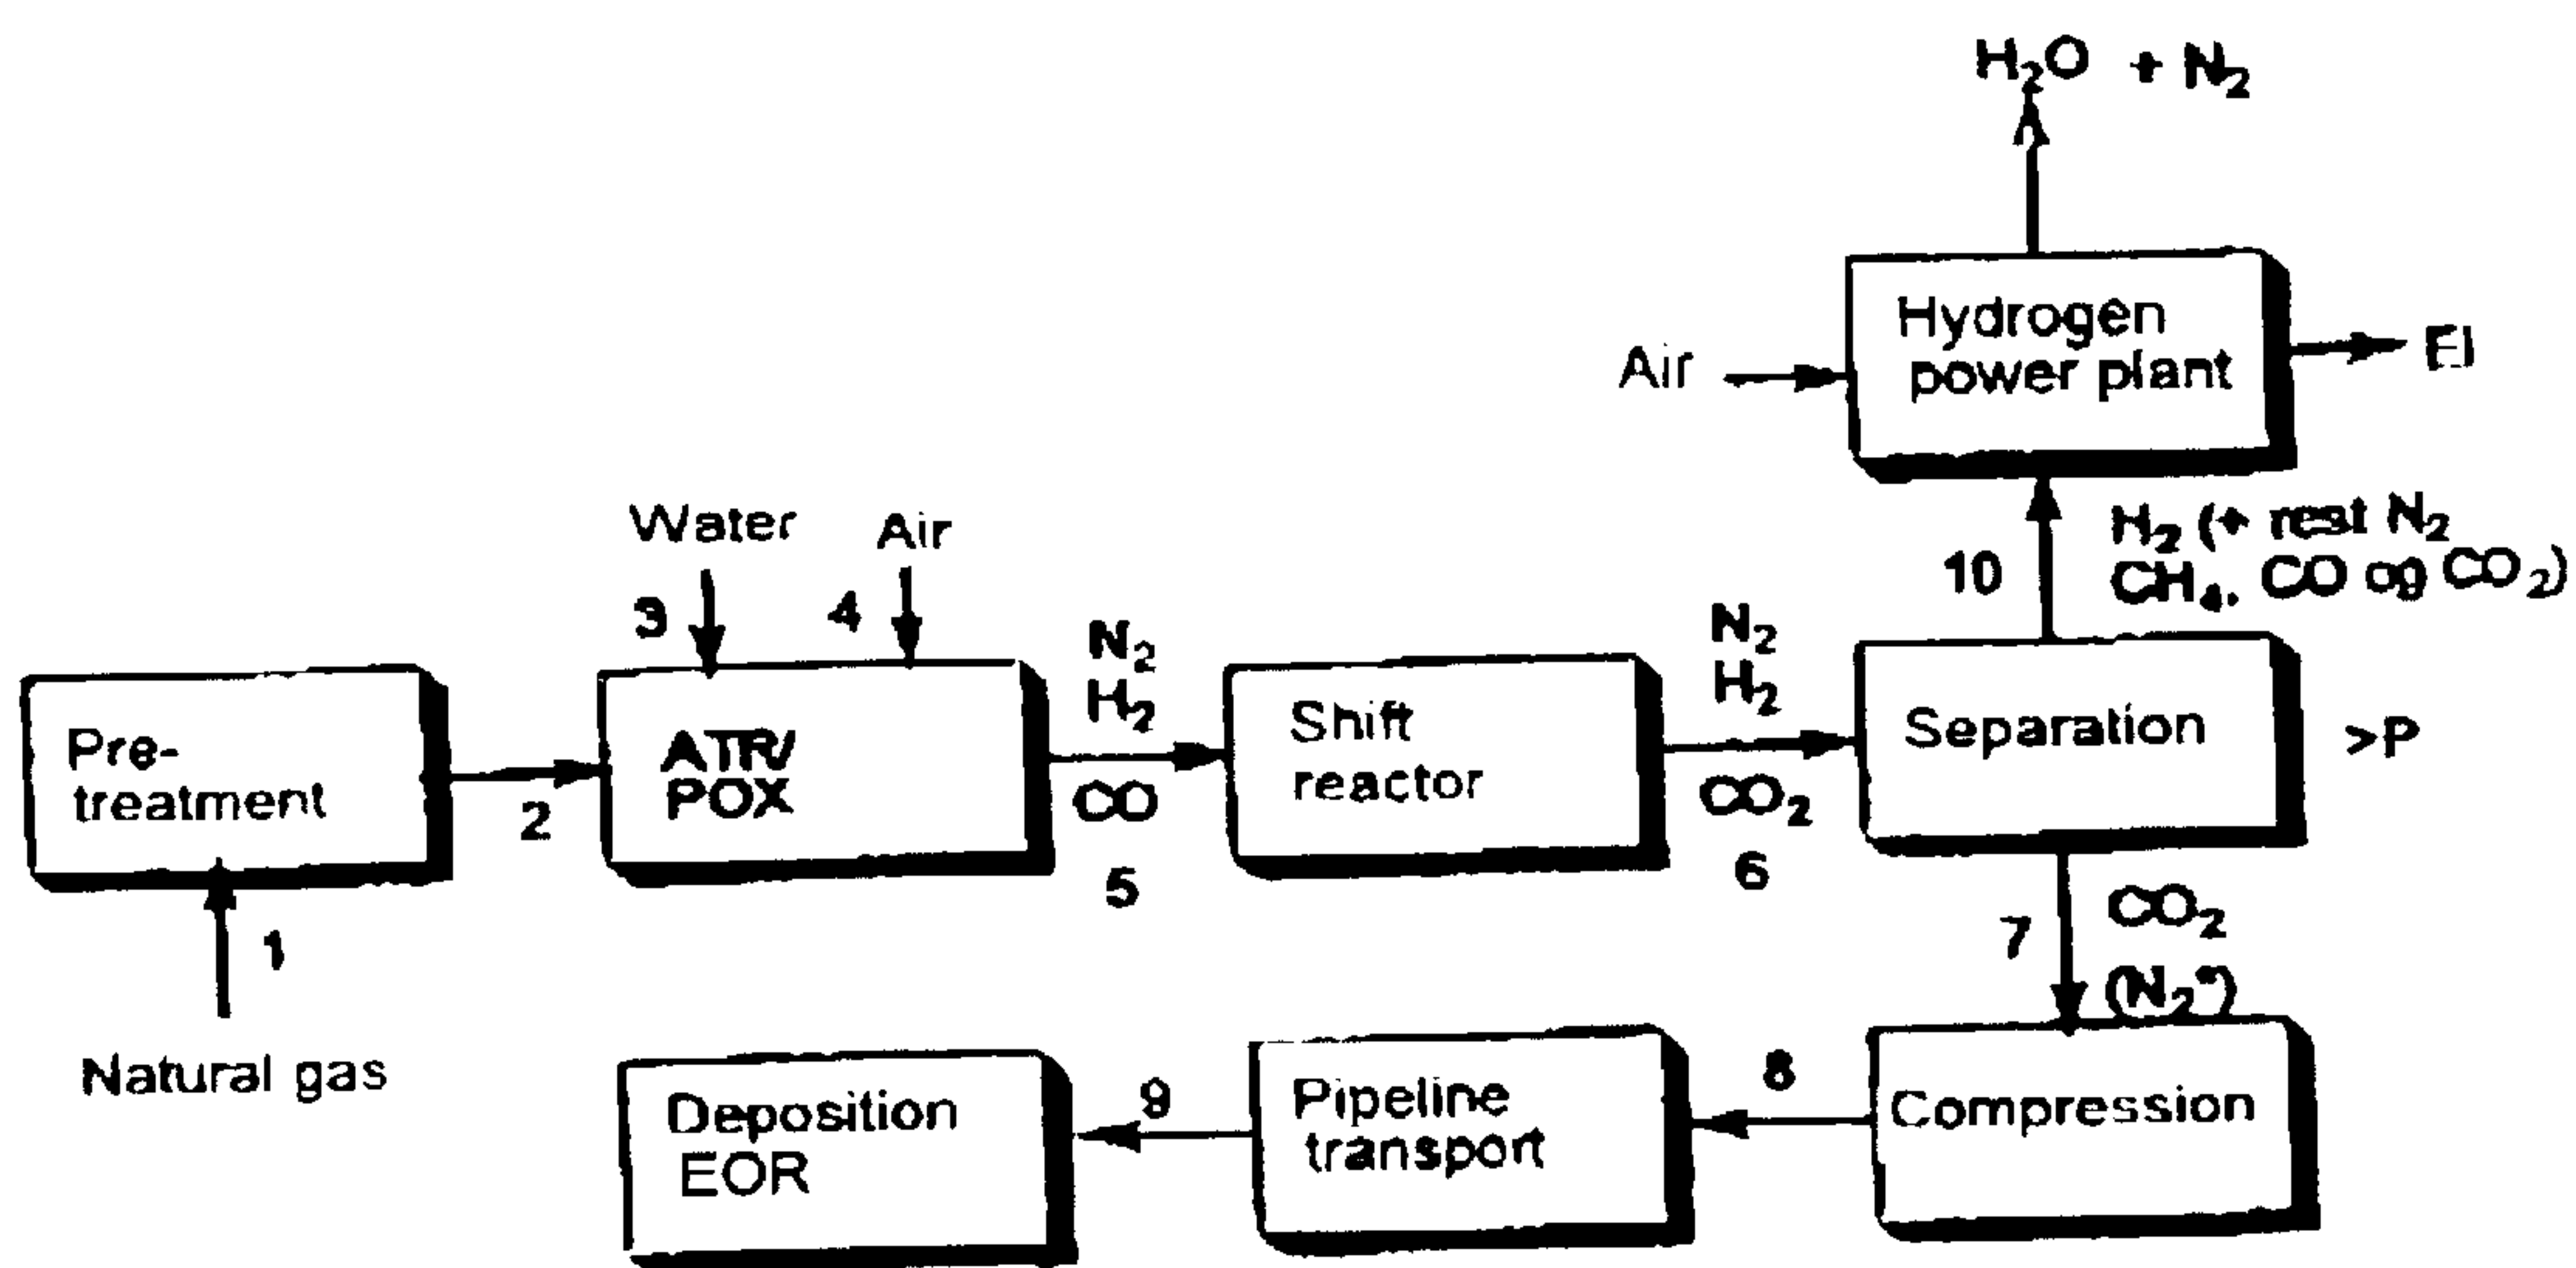 H₂O + N₂
Hydrogen
power plant
Air
El
Water
Air
H₂ (+ rest N₂
CH₄, CO og CO₂)
10
3
4
N₂
H₂
N₂
H₂
Pre-
treatment
ATR/
POX
Shift
reactor
Separation
>P
2
CO
5
CO₂
6
7
CO₂
(N₂")
1
Natural gas
Deposition
EOR
9
Pipeline
transport
8
Compression